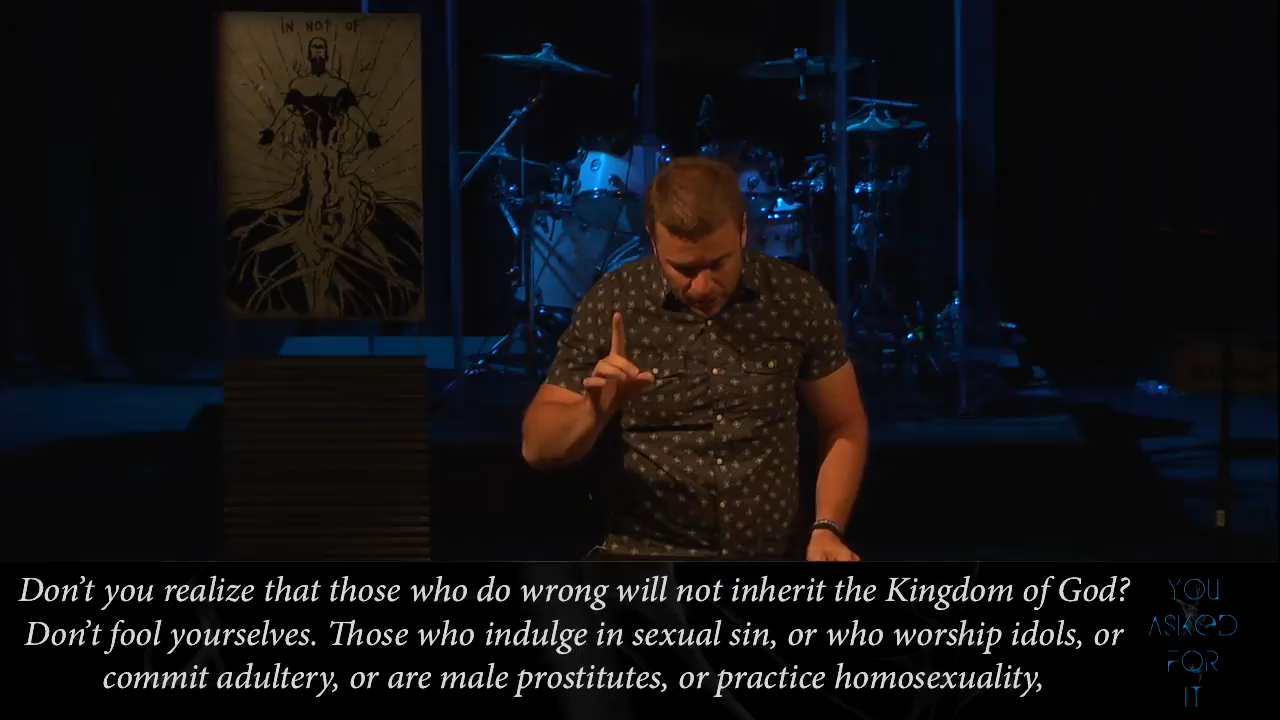 IN NOT OF
Don't you realize that those who do wrong will not inherit the Kingdom of God?
Don't fool yourselves. Those who indulge in sexual sin, or who worship idols, or
commit adultery, or are male prostitutes, or practice homosexuality,
YOU
ASKED
FOR
IT